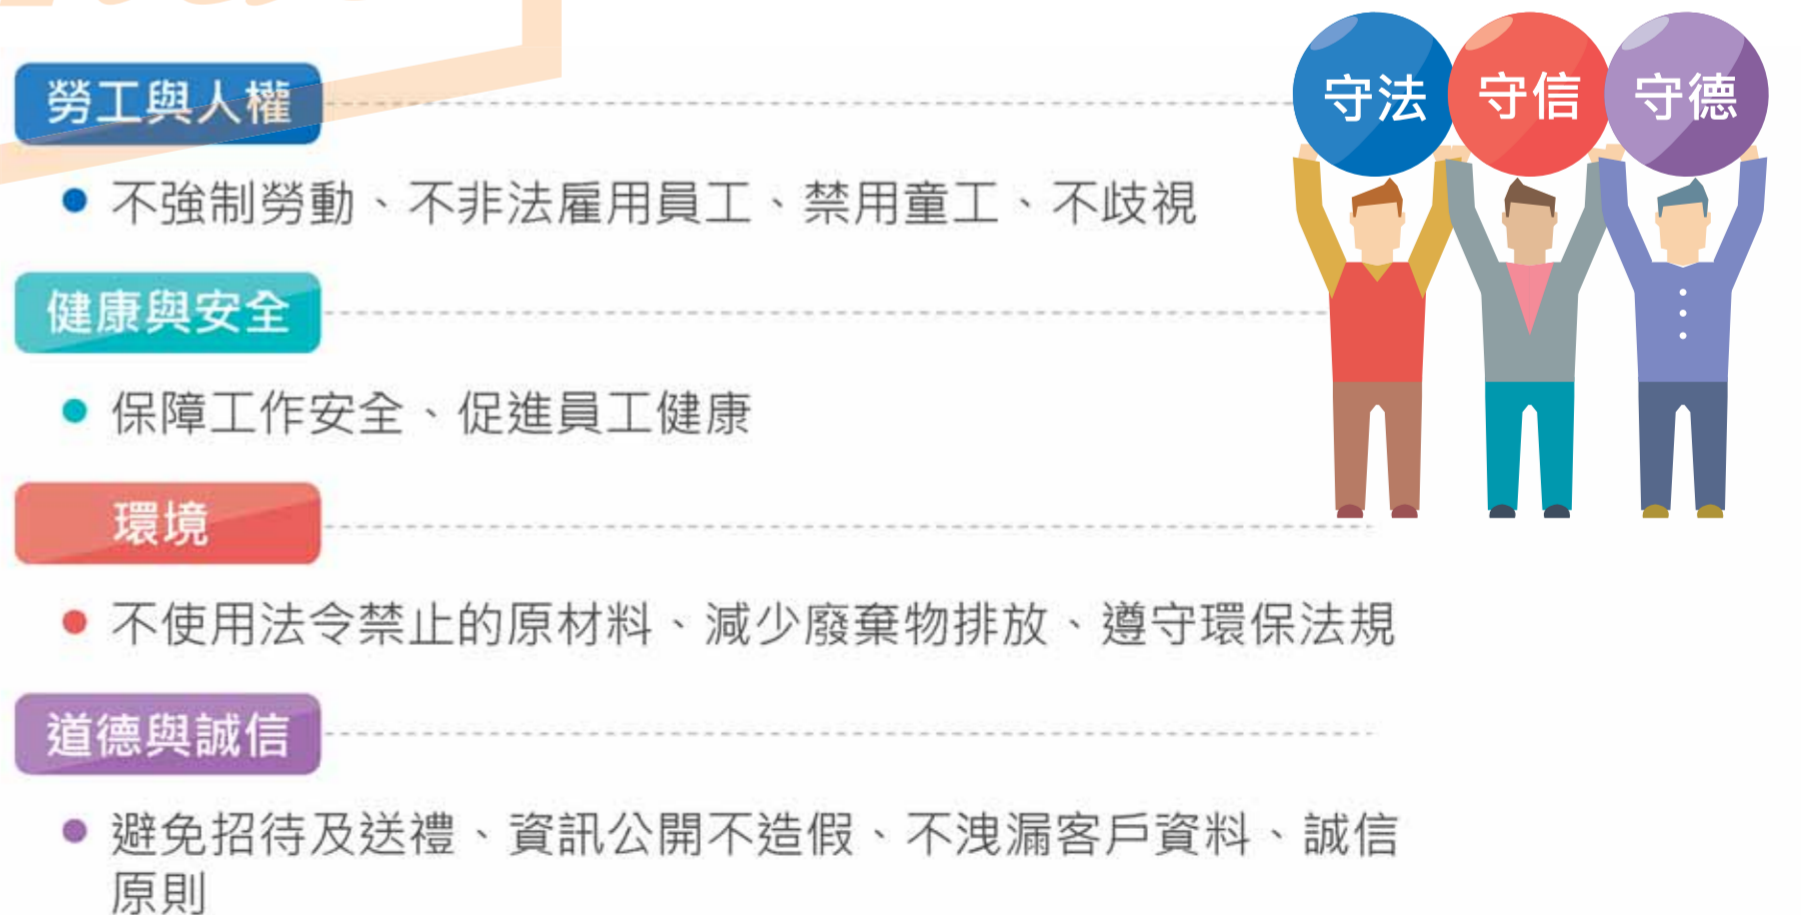 勞工與人權
守法 守信 守德
不強制勞動、不非法雇用員工、禁用童工、不歧視
健康與安全
保障工作安全、促進員工健康
環境
不使用法令禁止的原材料、減少廢棄物排放、遵守環保法規
道德與誠信
避免招待及送禮、資訊公開不造假、不洩漏客戶資料、誠信
原則